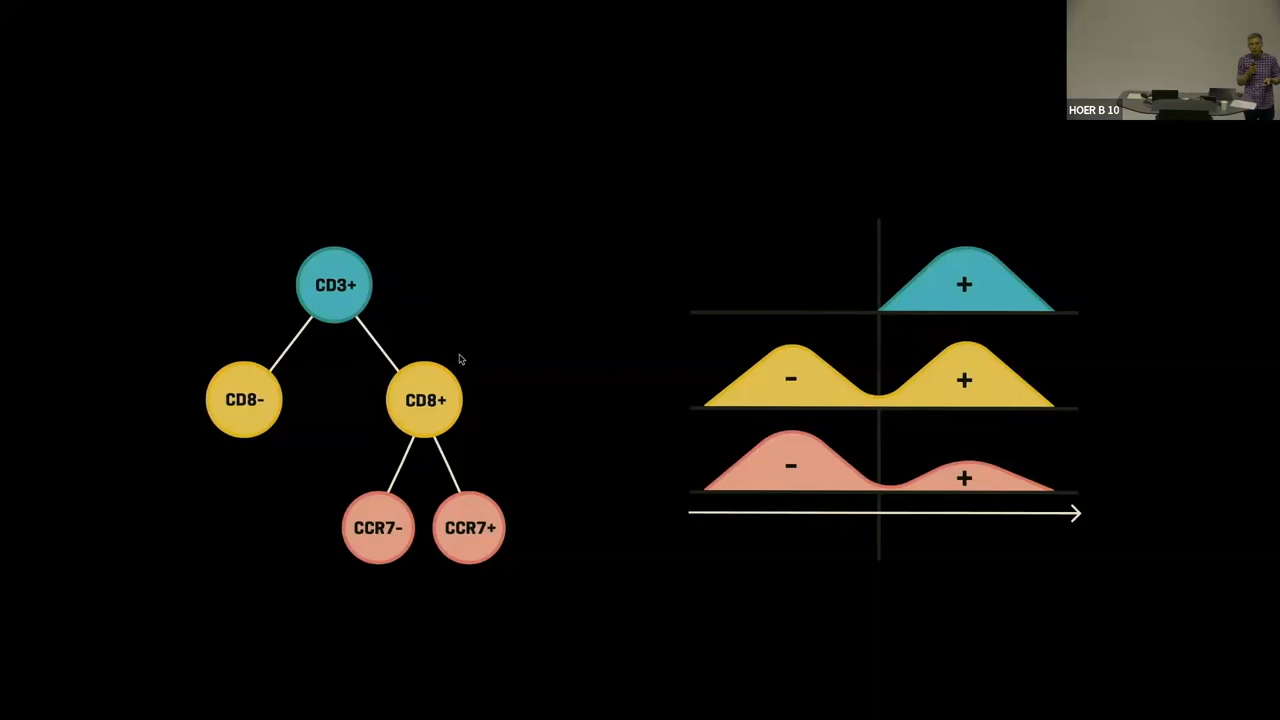 HOER B 10
CD3+
CD8-
CD8+
CCR7-
CCR7+
+
- +
- +